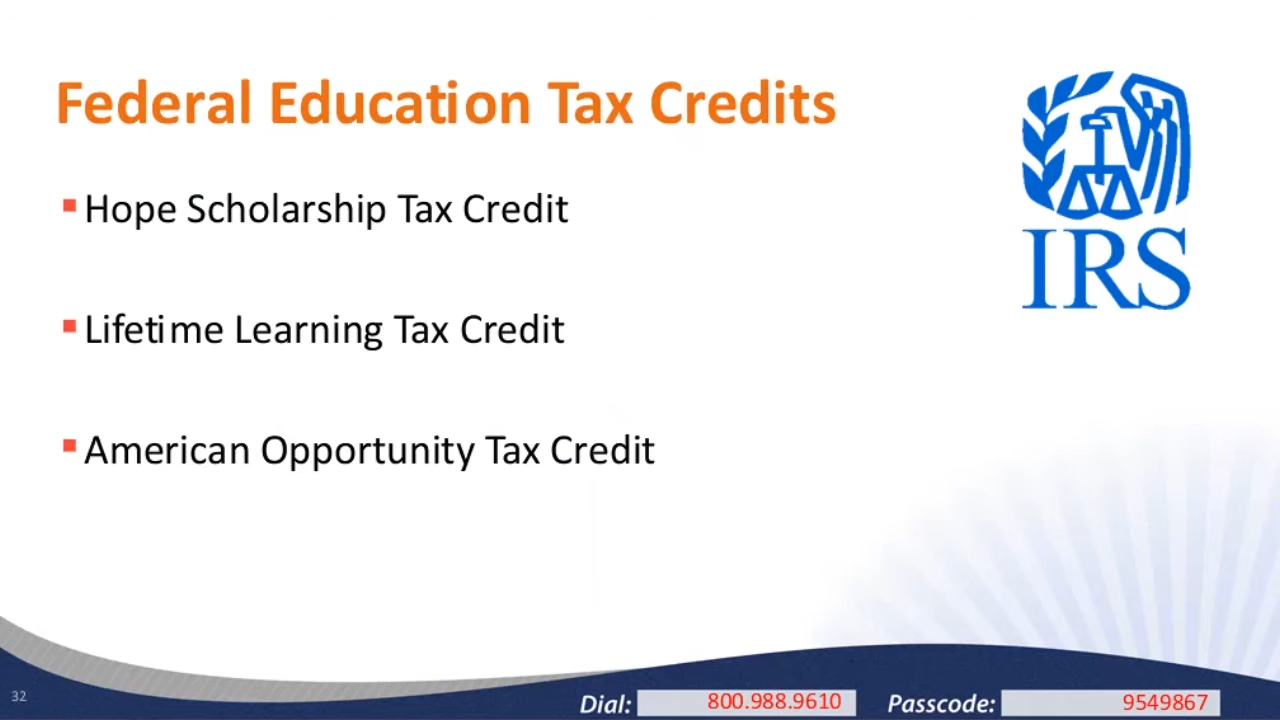 Federal Education Tax Credits
Hope Scholarship Tax Credit
IRS
Lifetime Learning Tax Credit
American Opportunity Tax Credit
32
Dial: 800.988.9610 Passcode: 9549867